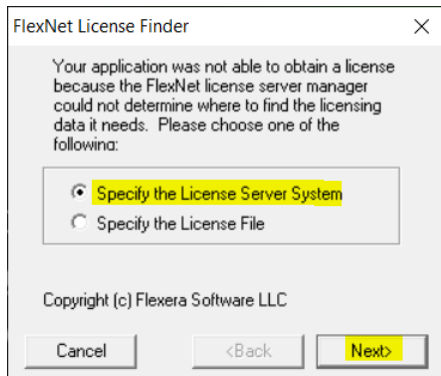 FlexNet License Finder
Your application was not able to obtain a license
because the FlexNet license server manager
could not determine where to find the licensing
data it needs.  Please choose one of the
following:
Specify the License Server System
Specify the License File
Copyright (c) Flexera Software LLC
Cancel
<Back
Next>